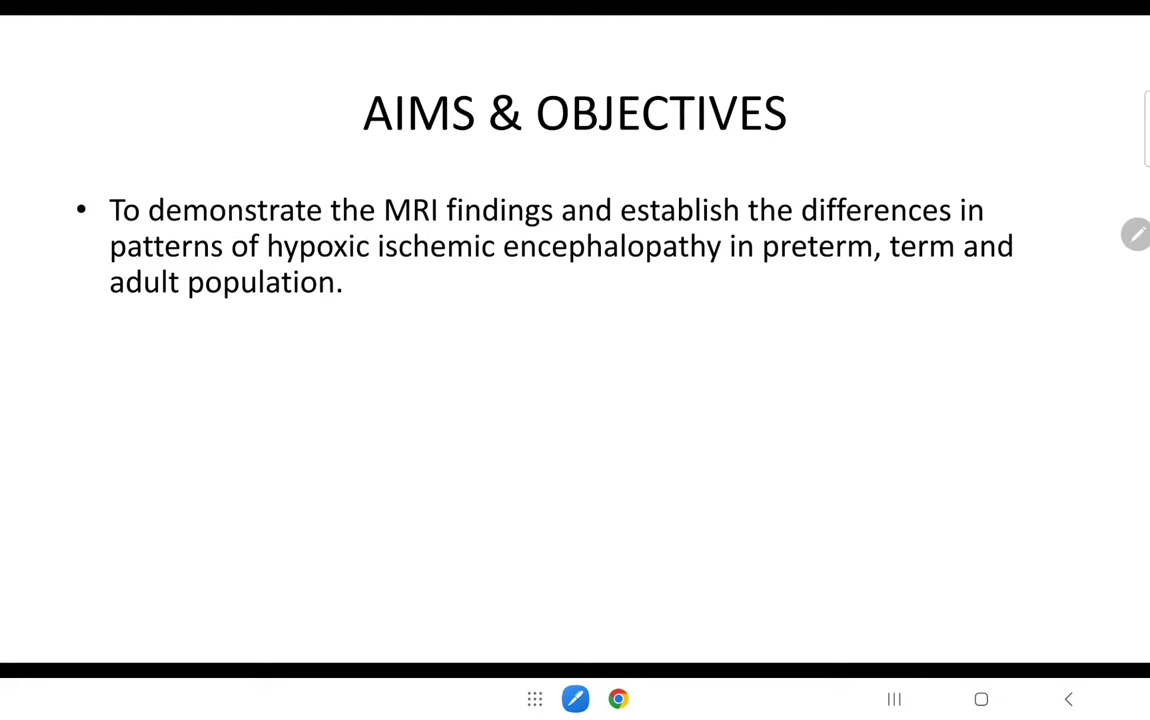 AIMS & OBJECTIVES
• To demonstrate the MRI findings and establish the differences in
patterns of hypoxic ischemic encephalopathy in preterm, term and
adult population.